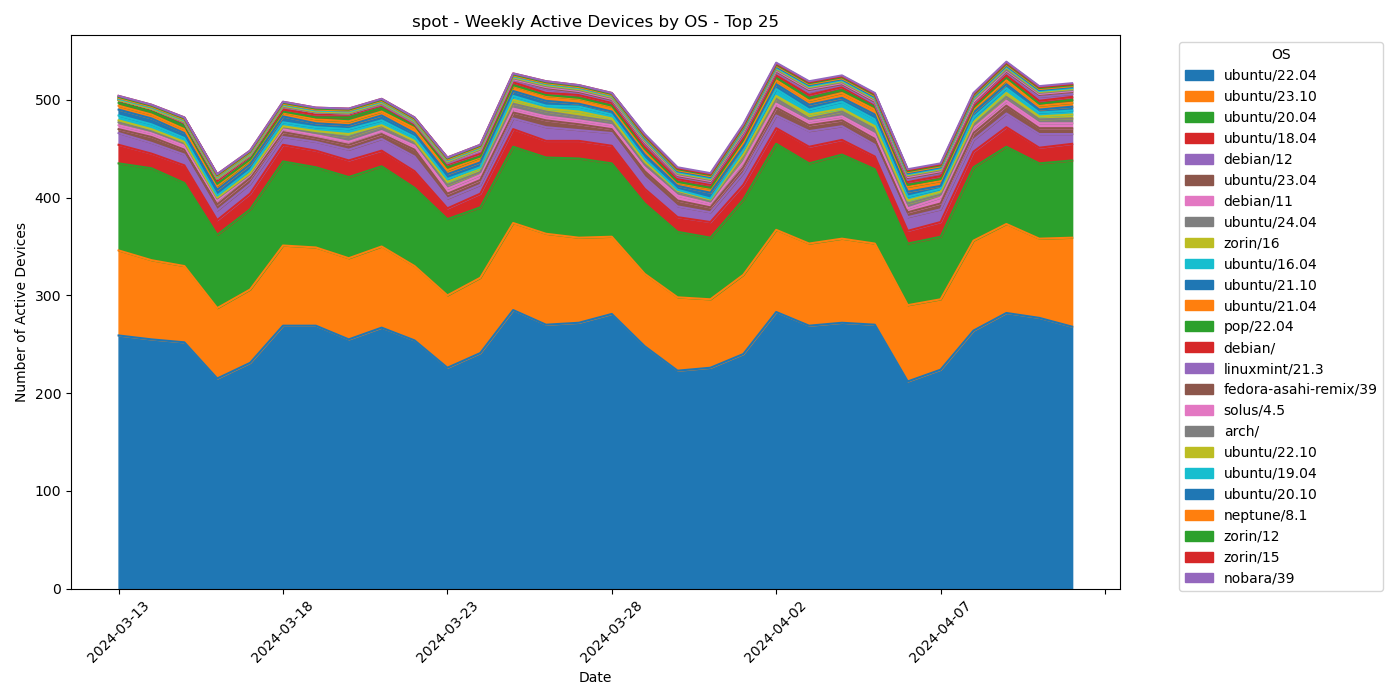 spot - Weekly Active Devices by OS - Top 25
Number of Active Devices
500
400
300
200
100
0
2024-03-13
2024-03-18
2024-03-23
2024-03-28
2024-04-02
2024-04-07
Date
OS
ubuntu/22.04
ubuntu/23.10
ubuntu/20.04
ubuntu/18.04
debian/12
ubuntu/23.04
debian/11
ubuntu/24.04
zorin/16
ubuntu/16.04
ubuntu/21.10
ubuntu/21.04
pop/22.04
debian/
linuxmint/21.3
fedora-asahi-remix/39
solus/4.5
arch/
ubuntu/22.10
ubuntu/19.04
ubuntu/20.10
neptune/8.1
zorin/12
zorin/15
nobara/39